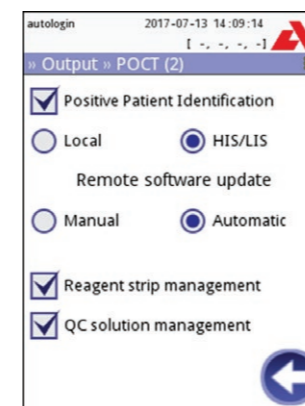 autologin 2017-07-13 14:09:14
[ -, -, -, -]
» Output » POCT (2)
Positive Patient Identification
Local HIS/LIS
Remote software update
Manual Automatic
Reagent strip management
QC solution management